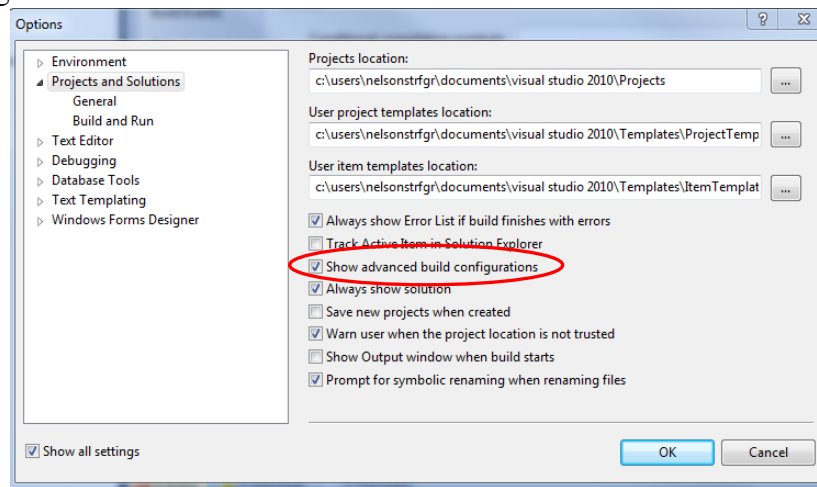 Options
Environment
Projects and Solutions
General
Build and Run
Text Editor
Debugging
Database Tools
Text Templating
Windows Forms Designer
Projects location:
c:\users\nelsonstrfgr\documents\visual studio 2010\Projects
...
User project templates location:
c:\users\nelsonstrfgr\documents\visual studio 2010\Templates\ProjectTemp
...
User item templates location:
c:\users\nelsonstrfgr\documents\visual studio 2010\Templates\ItemTemplat
...
Always show Error List if build finishes with errors
Track Active Item in Solution Explorer
Show advanced build configurations
Always show solution
Save new projects when created
Warn user when the project location is not trusted
Show Output window when build starts
Prompt for symbolic renaming when renaming files
Show all settings
OK
Cancel